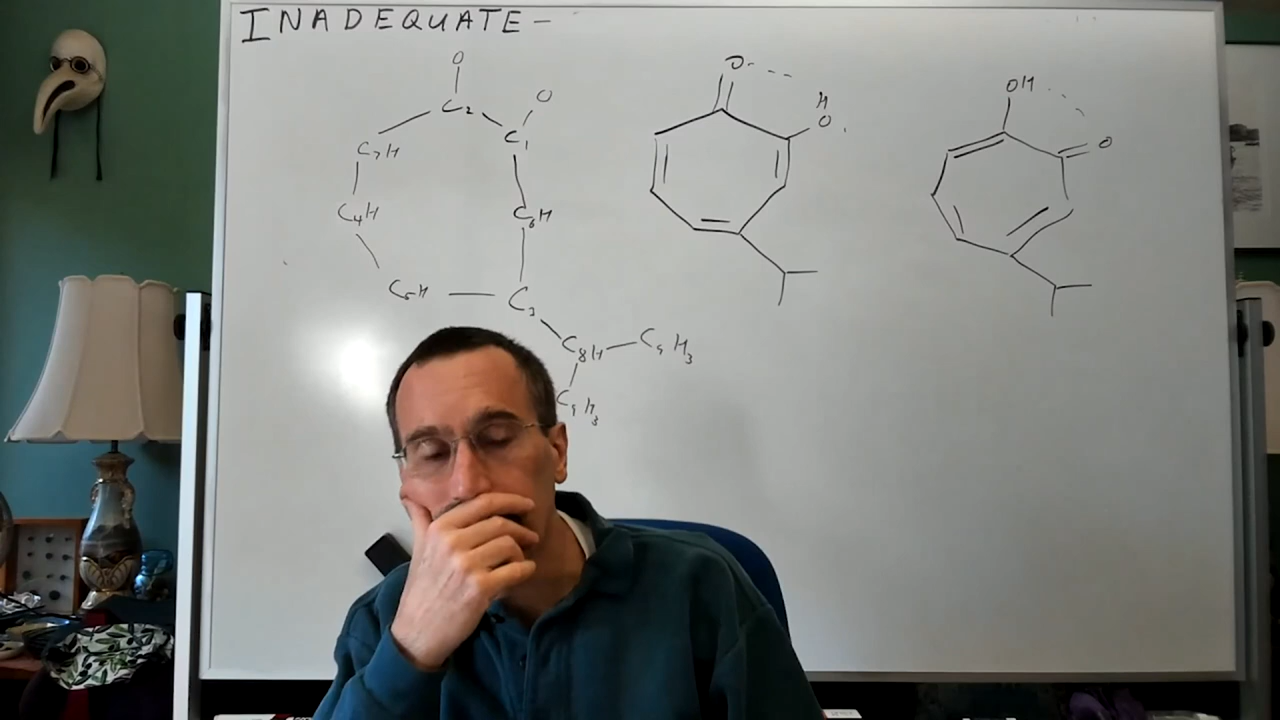 INADEQUATE -
O
C2
O
C1
C7H
C4H
C6H
C5H
C3
C8H
C9H3
C9H3
O
H
O
OH
O